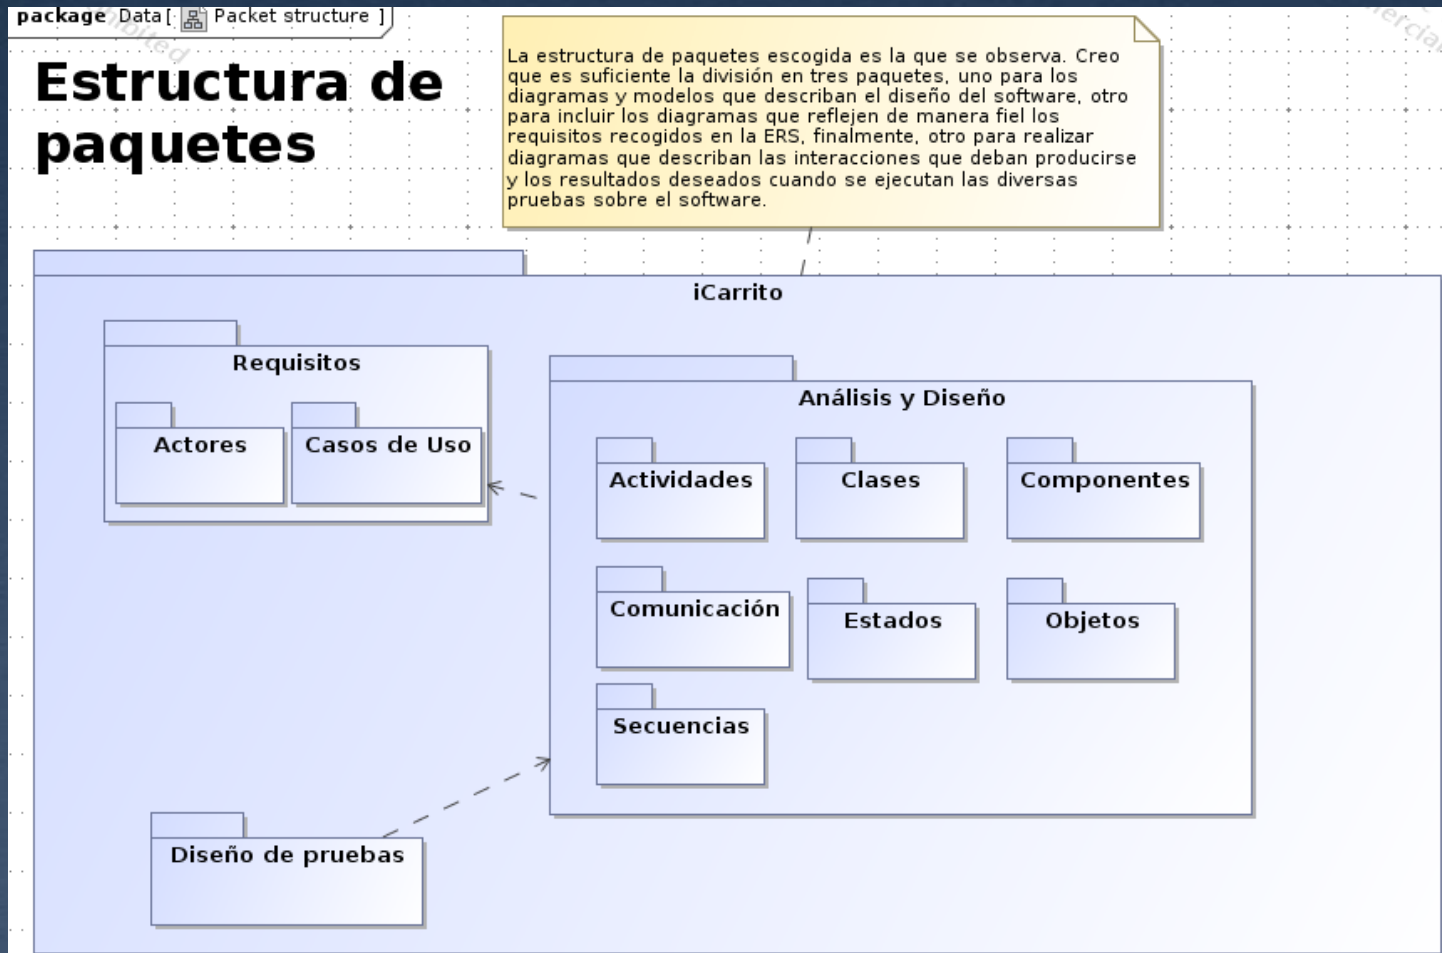 package Data[ Packet structure ]
Estructura de
paquetes
La estructura de paquetes escogida es la que se observa. Creo
que es suficiente la división en tres paquetes, uno para los
diagramas y modelos que describan el diseño del software, otro
para incluir los diagramas que reflejen de manera fiel los
requisitos recogidos en la ERS, finalmente, otro para realizar
diagramas que describan las interacciones que deban producirse
y los resultados deseados cuando se ejecutan las diversas
pruebas sobre el software.
iCarrito
Requisitos
Actores
Casos de Uso
Análisis y Diseño
Actividades
Clases
Componentes
Comunicación
Estados
Objetos
Secuencias
Diseño de pruebas